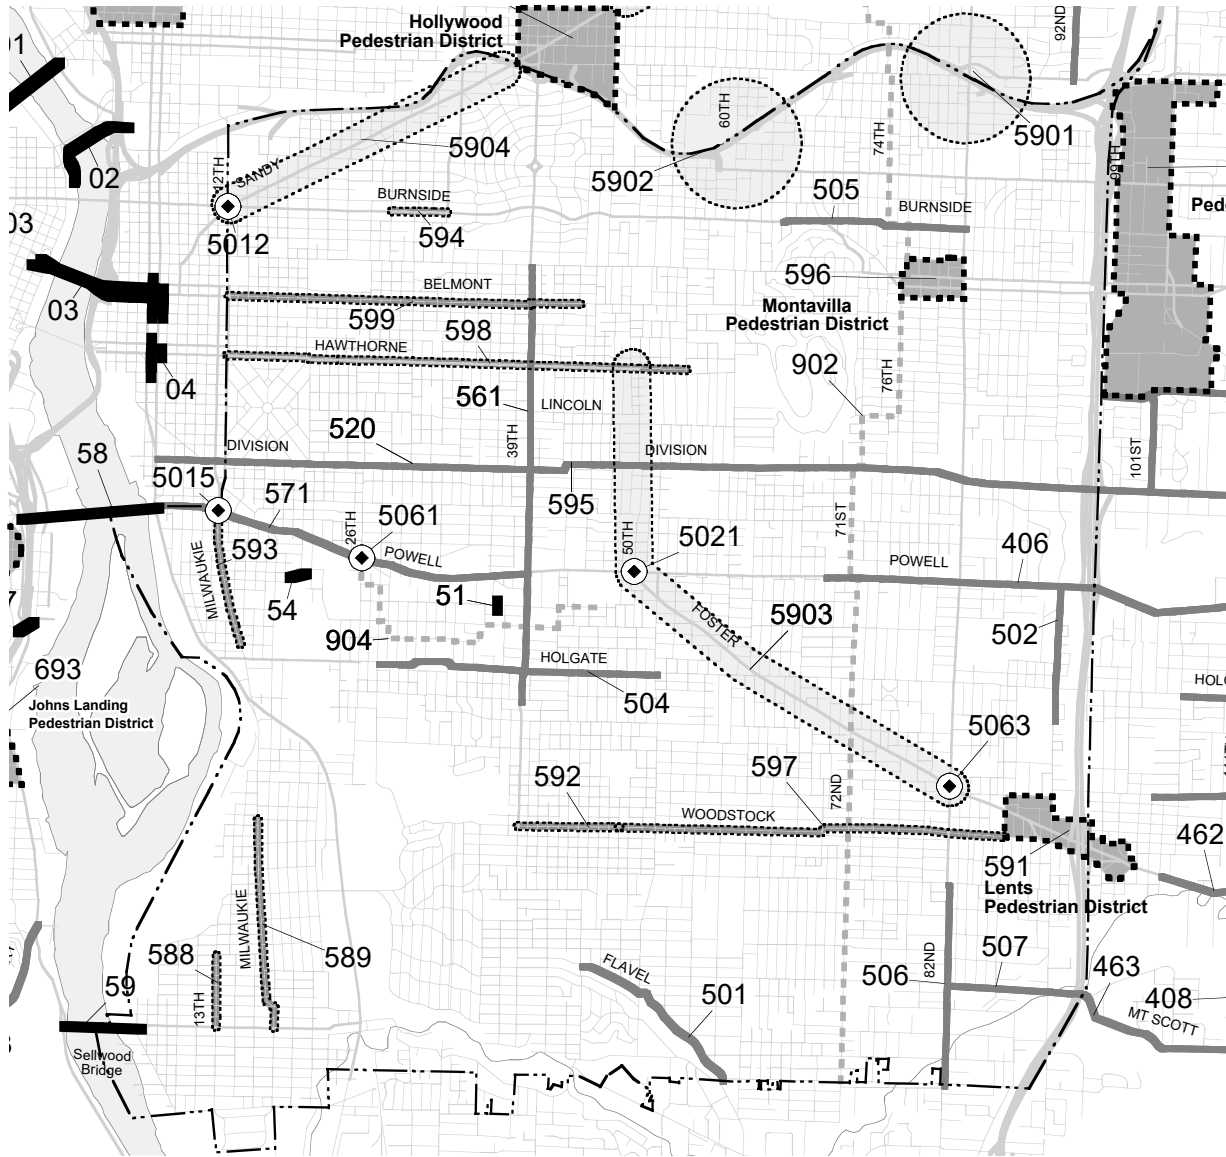 Hollywood
Pedestrian District
92ND
01
60TH
74TH
5901
5904
99TH
02
12TH
SANDY
5902
505
BURNSIDE
BURNSIDE
03
594
5012
Ped
596
BELMONT
03
599
598
Montavilla
Pedestrian District
HAWTHORNE
902
76TH
04
561
LINCOLN
520
39TH
DIVISION
DIVISION
101ST
58
5015
571
595
26TH
5061
50TH
5021
71ST
406
593
POWELL
POWELL
MILWAUKIE
54
51
5903
FOSTER
502
904
HOLGATE
693
504
HOLG
Johns Landing
Pedestrian District
5063
592
597
72ND
WOODSTOCK
462
591
Lents
Pedestrian District
MILWAUKIE
588
589
FLAVEL
82ND
507
506
463
59
13TH
501
408
MT SCOTT
Sellwood
Bridge